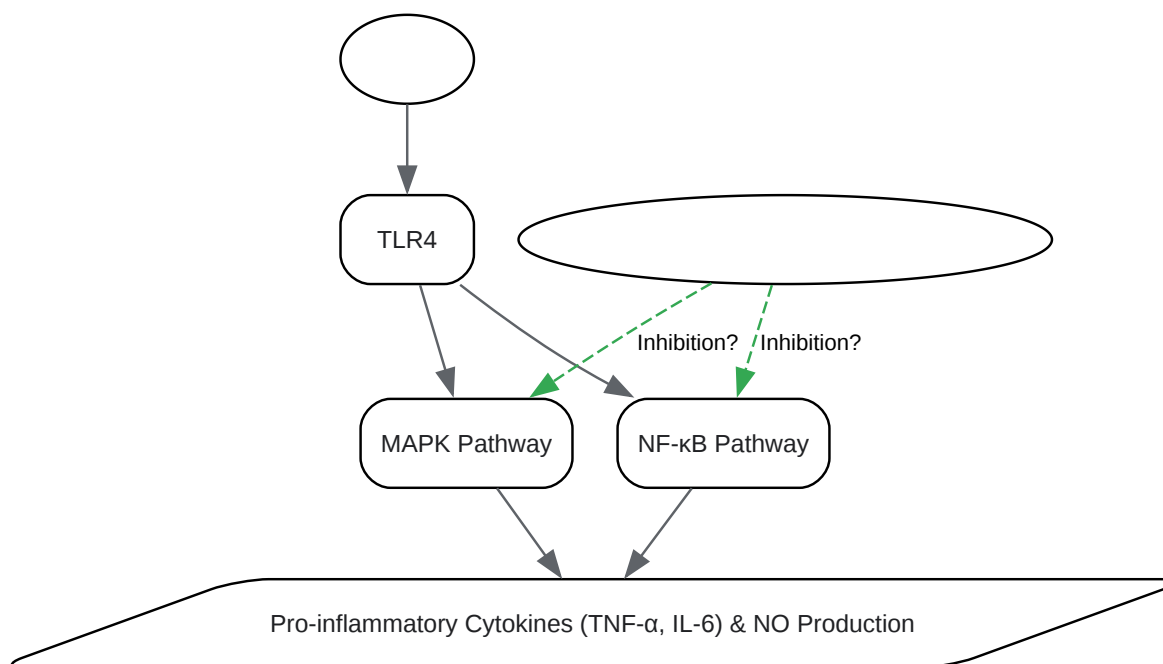 TLR4
Inhibition?
Inhibition?
MAPK Pathway
NF-κB Pathway
Pro-inflammatory Cytokines (TNF-α, IL-6) & NO Production